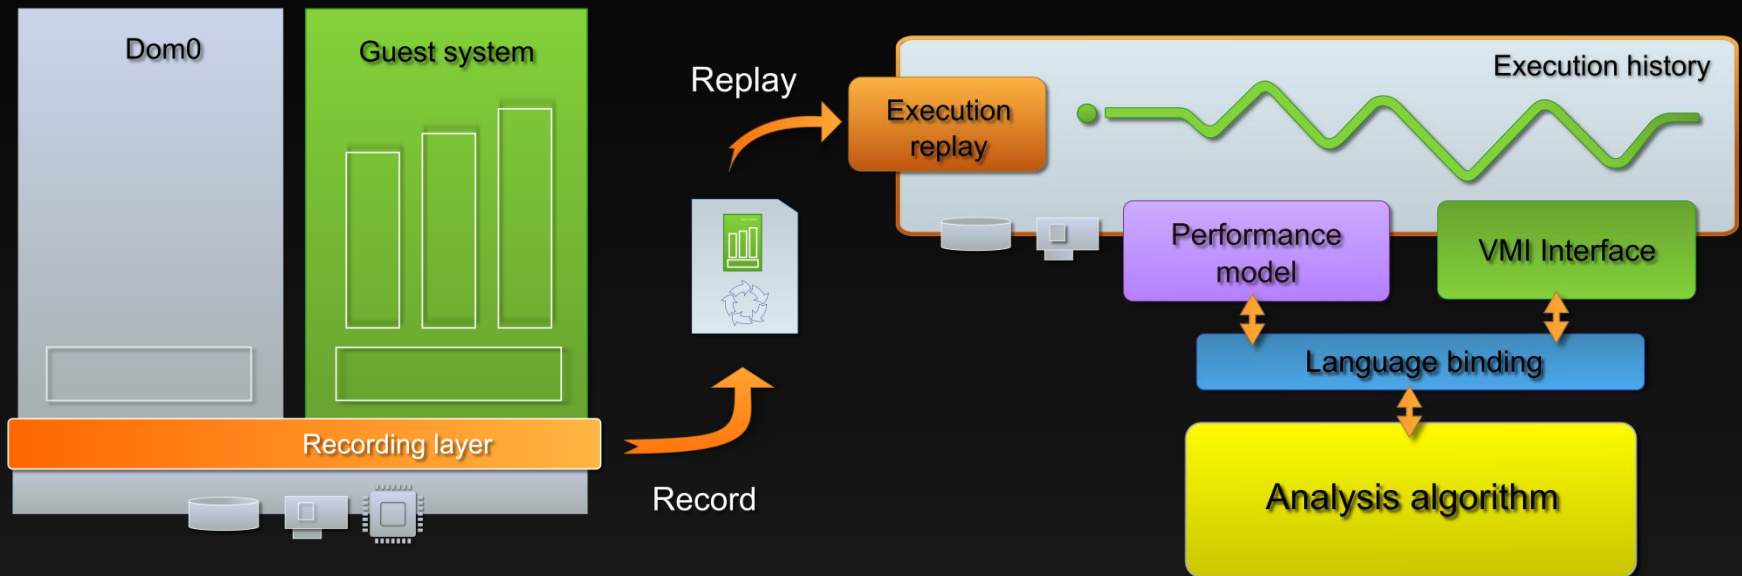 Dom0
Guest system
Recording layer
Record
Replay
Execution
replay
Execution history
Performance
model
VMI Interface
Language binding
Analysis algorithm